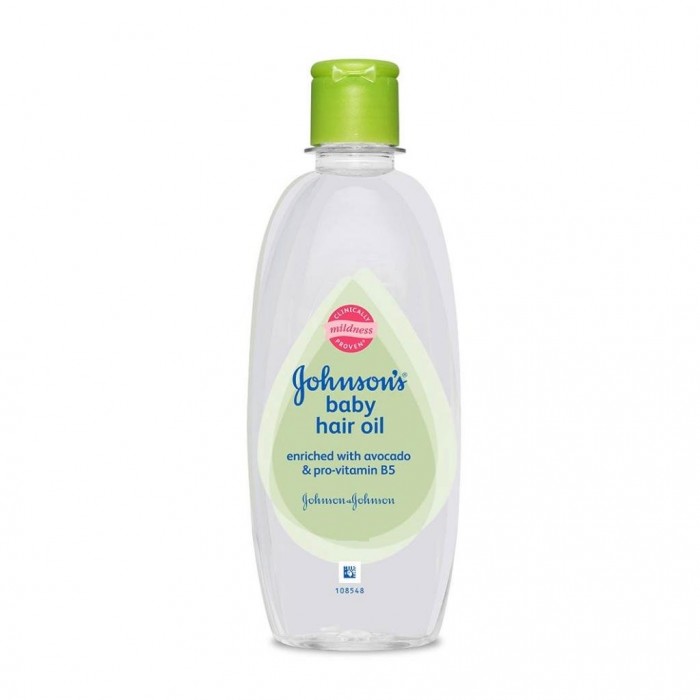 CLINICALLY
mildness
PROVEN*
Johnson's®
baby
hair oil
enriched with avocado
& pro-vitamin B5
Johnson & Johnson
108548